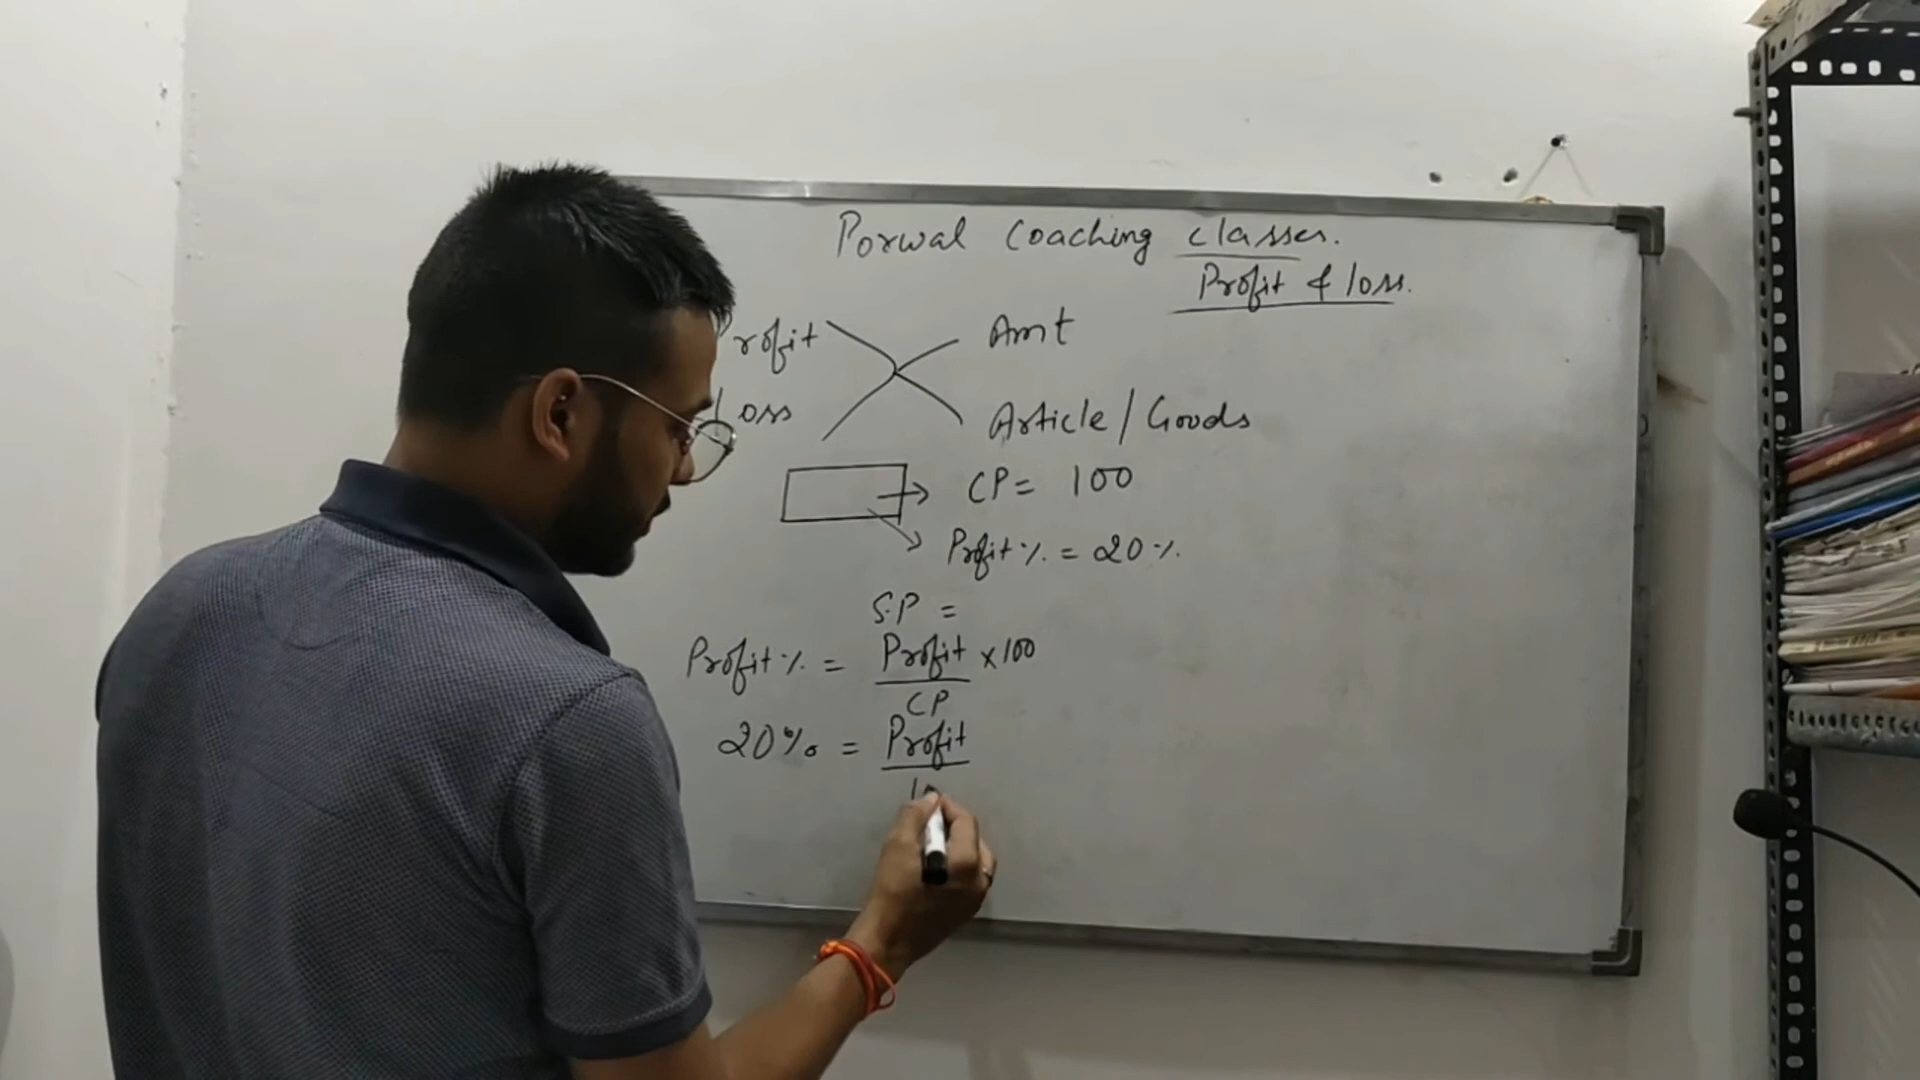 Porwal Coaching classes.
Profit & loss.
Profit Amt
Loss Article/Goods
CP = 100
Profit % = 20 %.
S.P =
Profit % = Profit × 100
CP
20% = Profit
10